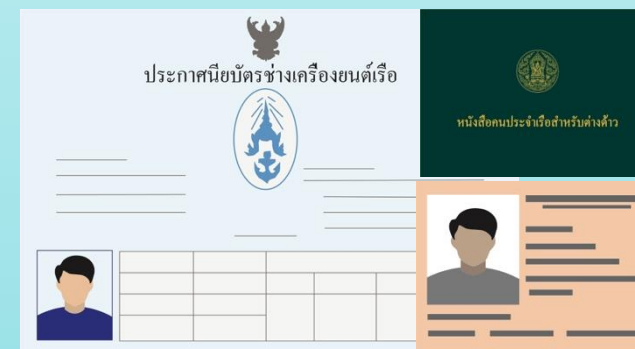 ประกาศนียบัตรช่างเครื่องยนต์เรือ
หนังสือคนประจำเรือสำหรับต่างด้าว